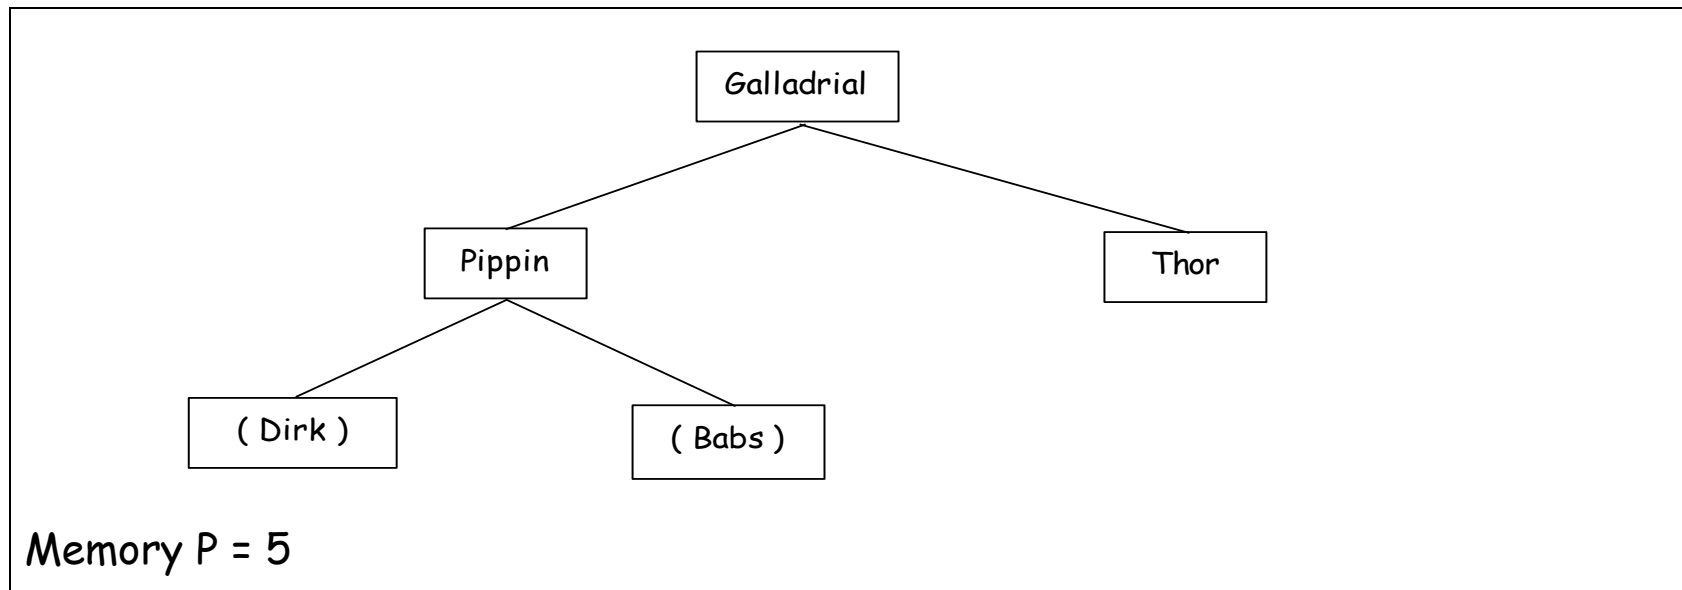 Galladrial
Pippin
Thor
( Dirk )
( Babs )
Memory P = 5